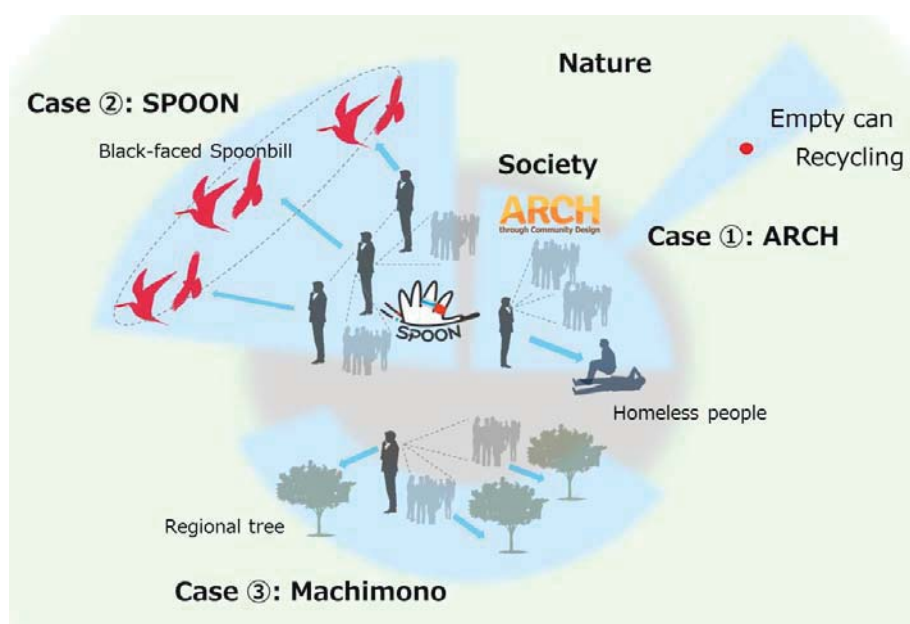 Nature
Case ②: SPOON
Black-faced Spoonbill
Empty can
Recycling
Society
ARCH
through Community Design
Case ①: ARCH
SPOON
Homeless people
Regional tree
Case ③: Machimono